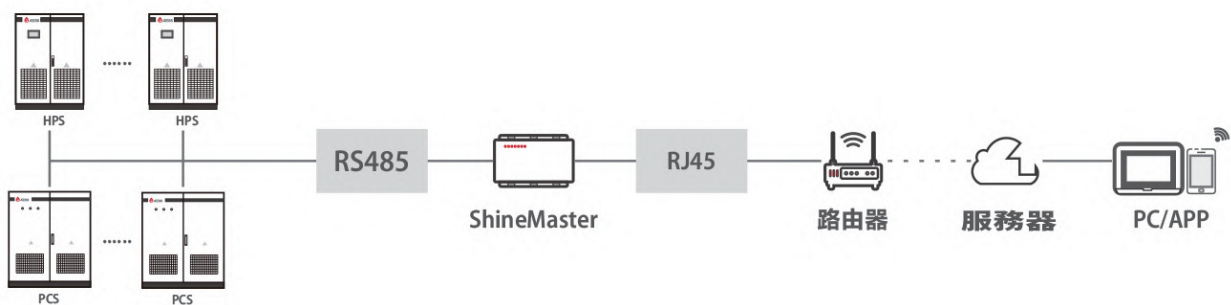 HPS
HPS
RS485
RJ45
ShineMaster
路由器
服務器
PC/APP
PCS
PCS